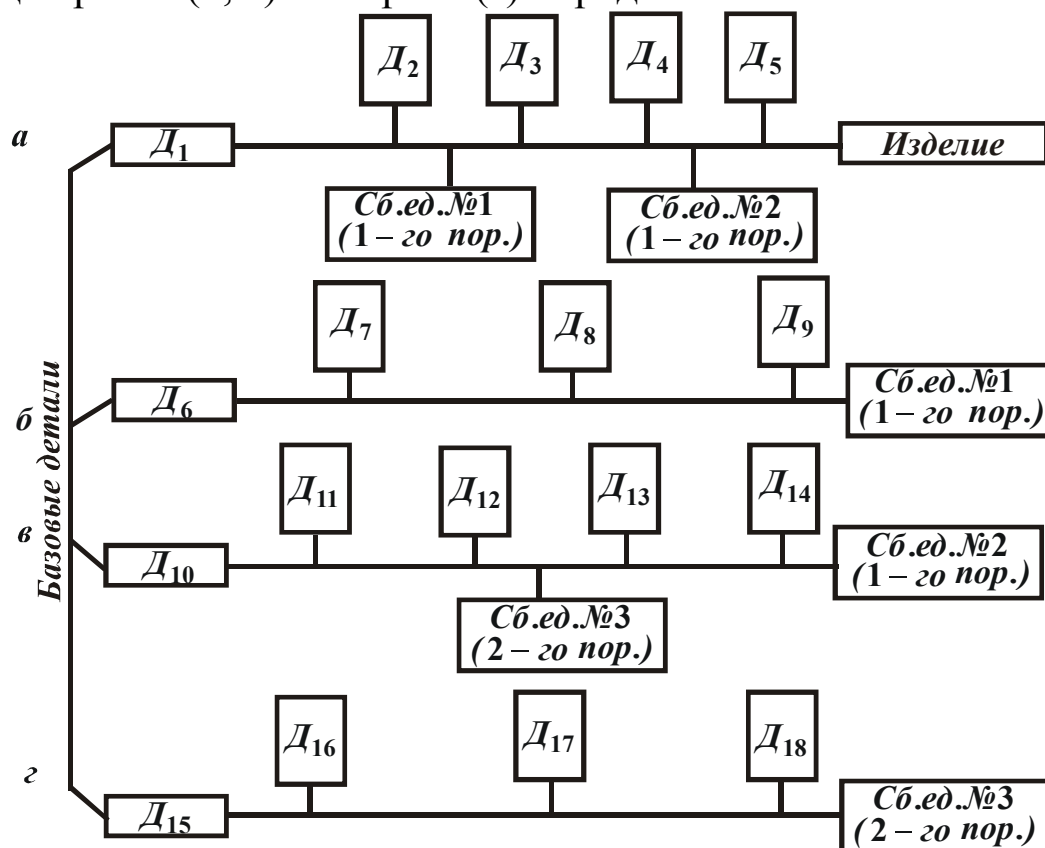 Д2 Д3 Д4 Д5
а
Д1
Изделие
Сб.ед.№1
(1 – го пор.)
Сб.ед.№2
(1 – го пор.)
Д7 Д8 Д9
б
Д6
Сб.ед.№1
(1 – го пор.)
Базовые детали
Д11 Д12 Д13 Д14
в
Д10
Сб.ед.№2
(1 – го пор.)
Сб.ед.№3
(2 – го пор.)
Д16 Д17 Д18
г
Д15
Сб.ед.№3
(2 – го пор.)